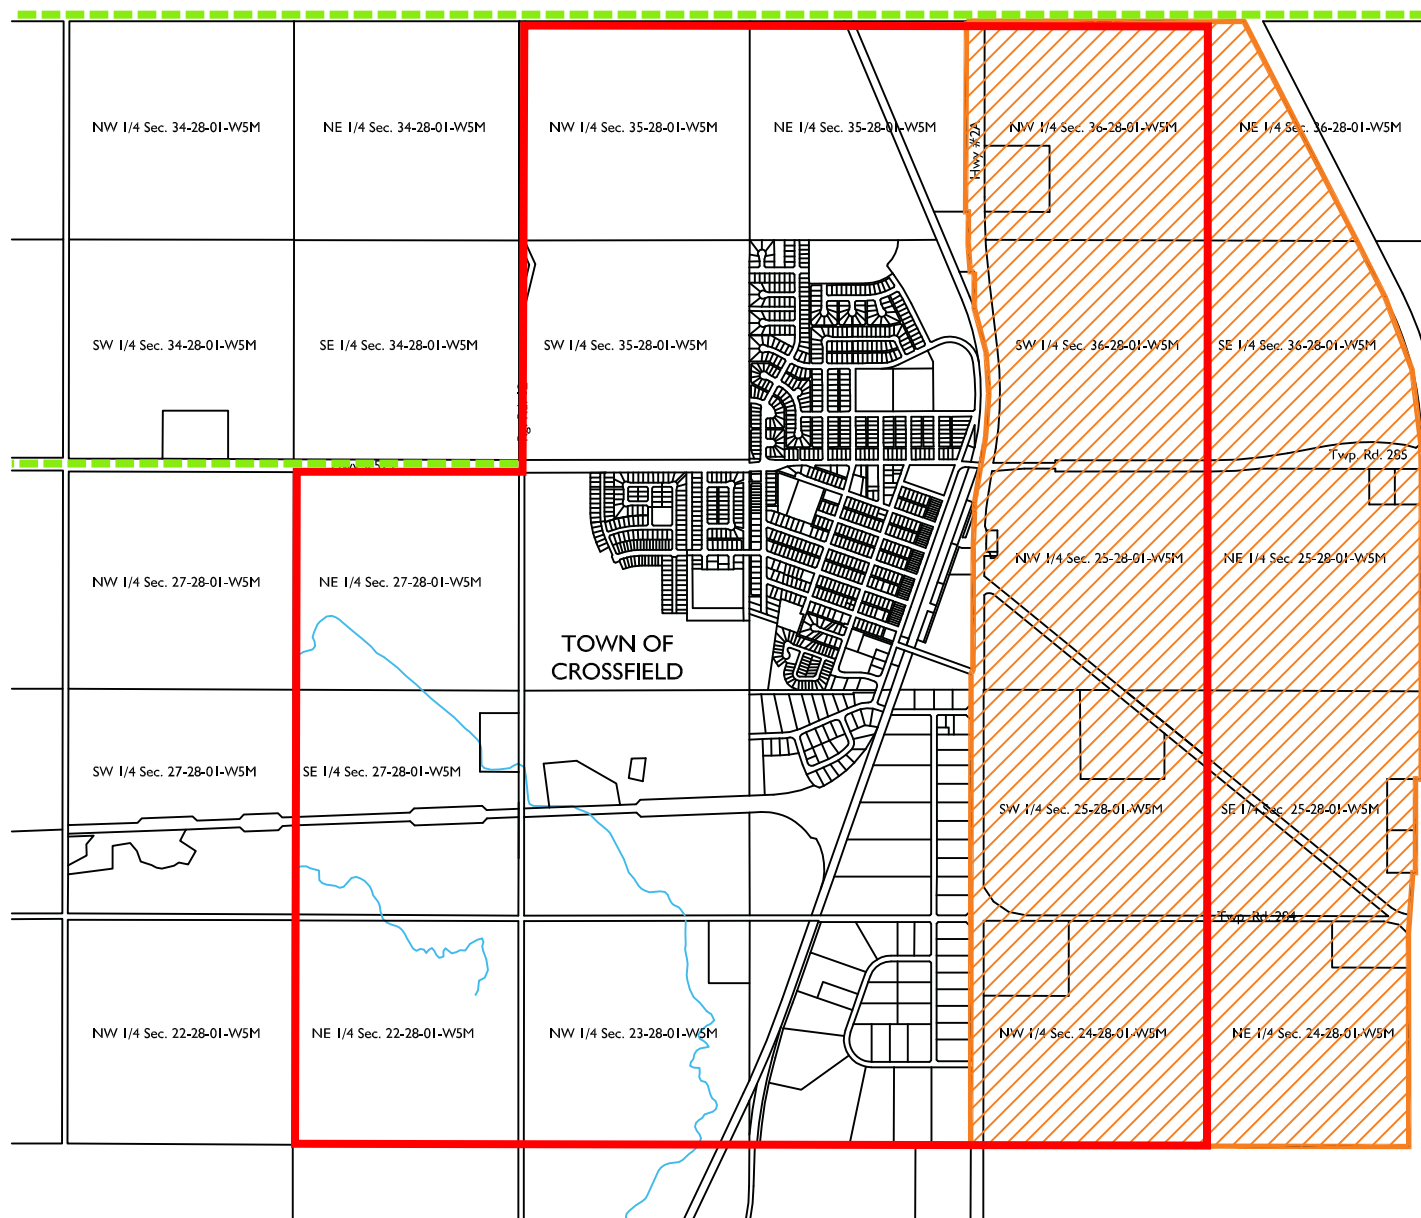 NW 1/4 Sec. 34-28-01-W5M
NE 1/4 Sec. 34-28-01-W5M
NW 1/4 Sec. 35-28-01-W5M
NE 1/4 Sec. 35-28-01-W5M
Hwy #2A
NW 1/4 Sec. 36-28-01-W5M
NE 1/4 Sec. 36-28-01-W5M
SW 1/4 Sec. 34-28-01-W5M
SE 1/4 Sec. 34-28-01-W5M
SW 1/4 Sec. 35-28-01-W5M
SW 1/4 Sec. 36-28-01-W5M
SE 1/4 Sec. 36-28-01-W5M
Twp. Rd. 285
NW 1/4 Sec. 27-28-01-W5M
NE 1/4 Sec. 27-28-01-W5M
NW 1/4 Sec. 25-28-01-W5M
NE 1/4 Sec. 25-28-01-W5M
TOWN OF
CROSSFIELD
SW 1/4 Sec. 27-28-01-W5M
SE 1/4 Sec. 27-28-01-W5M
SW 1/4 Sec. 25-28-01-W5M
SE 1/4 Sec. 25-28-01-W5M
Twp. Rd. 284
NW 1/4 Sec. 22-28-01-W5M
NE 1/4 Sec. 22-28-01-W5M
NW 1/4 Sec. 23-28-01-W5M
NW 1/4 Sec. 24-28-01-W5M
NE 1/4 Sec. 24-28-01-W5M